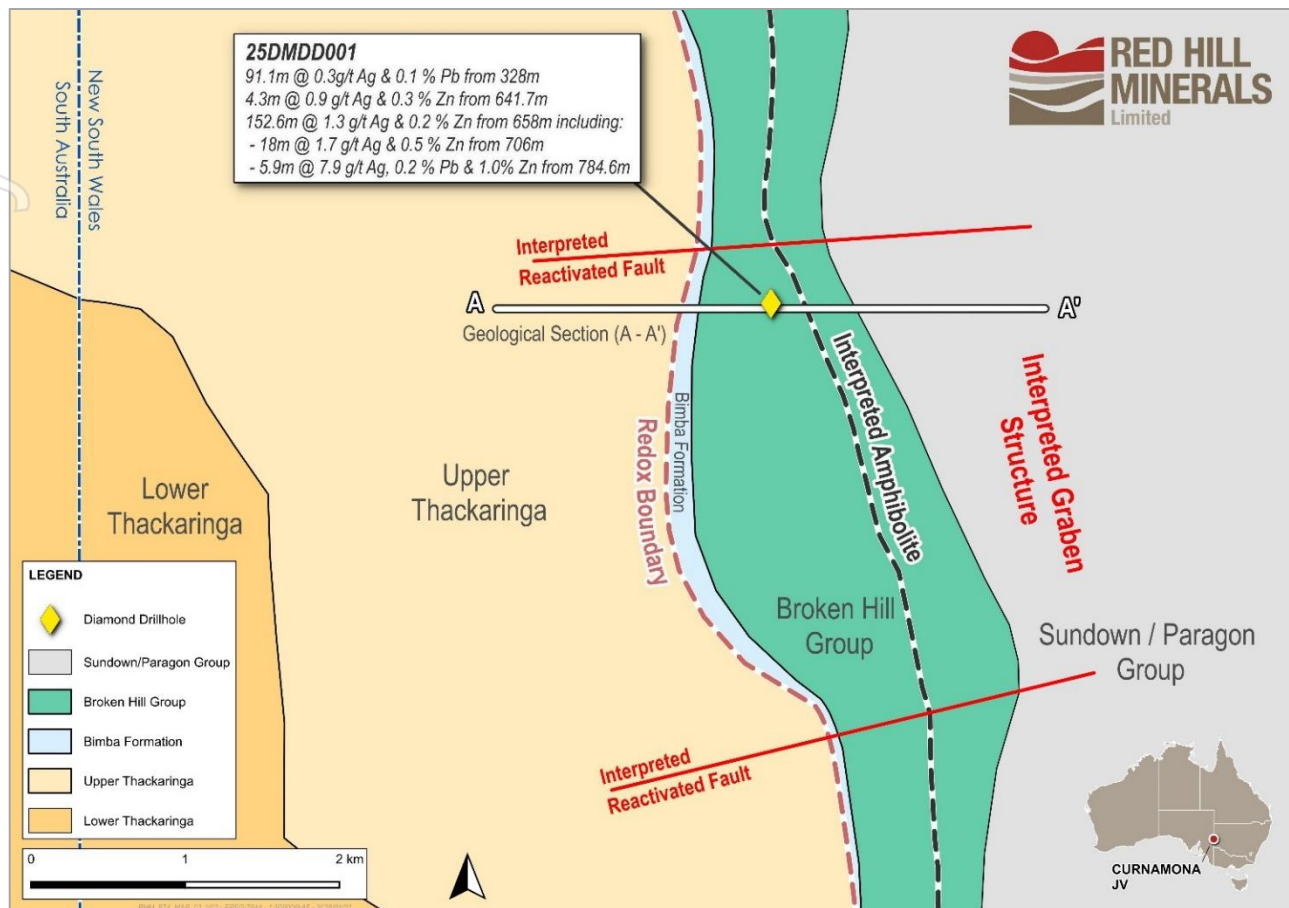 25DMDD001
91.1m @ 0.3g/t Ag & 0.1 % Pb from 328m
4.3m @ 0.9 g/t Ag & 0.3 % Zn from 641.7m
152.6m @ 1.3 g/t Ag & 0.2 % Zn from 658m including:
- 18m @ 1.7 g/t Ag & 0.5 % Zn from 706m
- 5.9m @ 7.9 g/t Ag, 0.2 % Pb & 1.0% Zn from 784.6m
RED HILL
MINERALS
Limited
New South Wales
South Australia
Interpreted
Reactivated Fault
A
A'
Geological Section (A - A')
Bimba Formation
Redox Boundary
Interpreted Amphibolite
Interpreted Graben
Structure
Lower
Thackaringa
Upper
Thackaringa
Broken Hill
Group
Sundown / Paragon
Group
Interpreted
Reactivated Fault
LEGEND
Diamond Drillhole
Sundown/Paragon Group
Broken Hill Group
Bimba Formation
Upper Thackaringa
Lower Thackaringa
0 1 2 km
CURNAMONA
JV